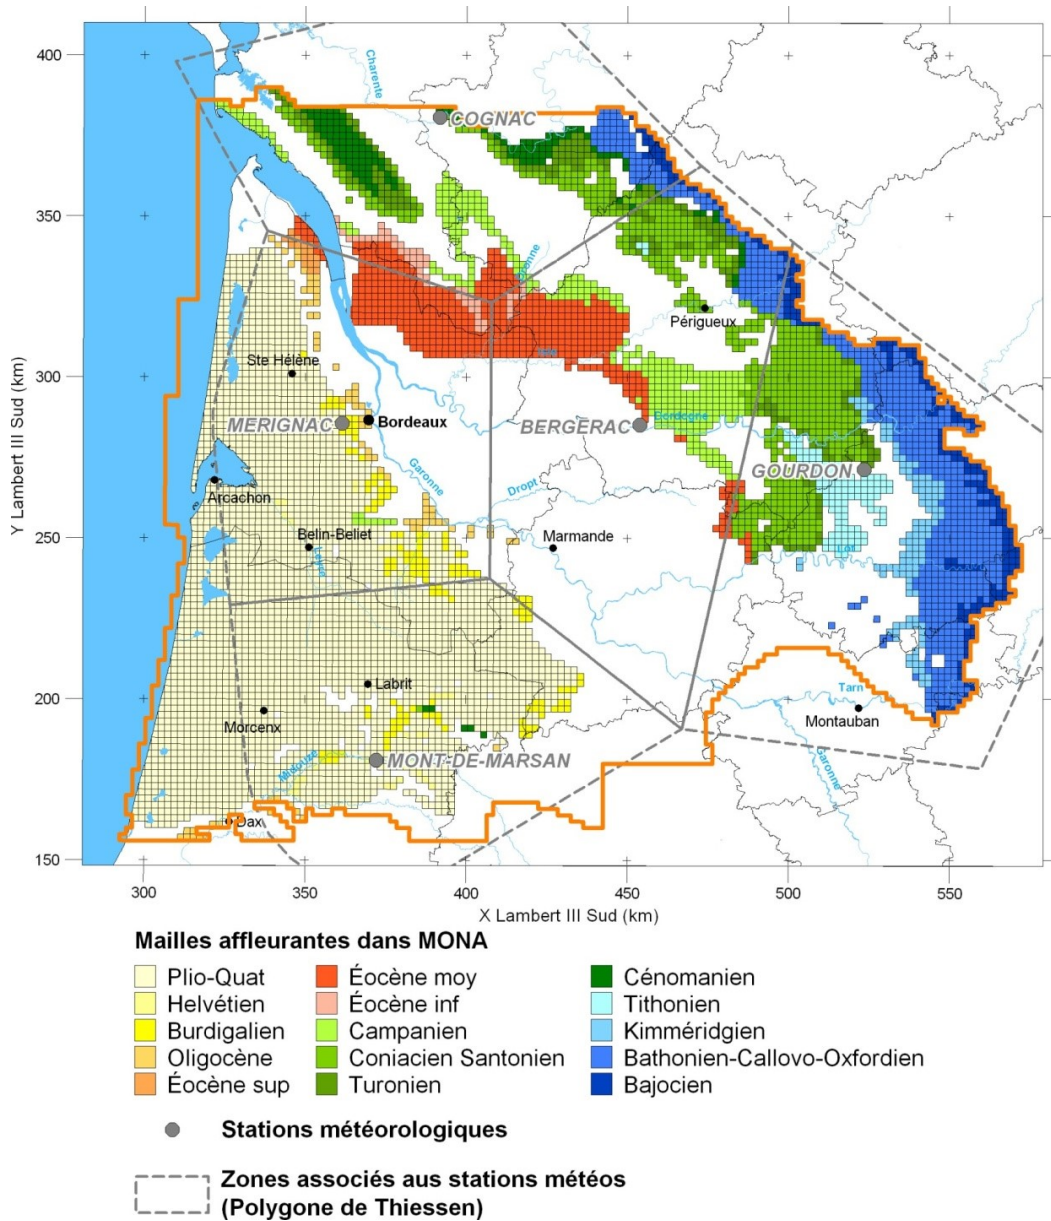 400
Charente
COGNAC
350
Y Lambert III Sud (km)
Périgueux
Ste Hélène
300
Isle
MERIGNAC
Bordeaux
BERGERAC
Dordogne
GOURDON
Garonne
Arcachon
Dropt
Belin-Beliet
Leyre
Marmande
250
Lot
200
Labrit
Morcenx
Tarn
Montauban
Garonne
Midouze
MONT-DE-MARSAN
Dax
150
300 350 400 450 500 550
X Lambert III Sud (km)
Mailles affleurantes dans MONA
Plio-Quat Éocène moy Cénomanien
Helvétien Éocène inf Tithonien
Burdigalien Campanien Kimméridgien
Oligocène Coniacien Santonien Bathonien-Callovo-Oxfordien
Éocène sup Turonien Bajocien
Stations météorologiques
Zones associés aus stations météos
(Polygone de Thiessen)